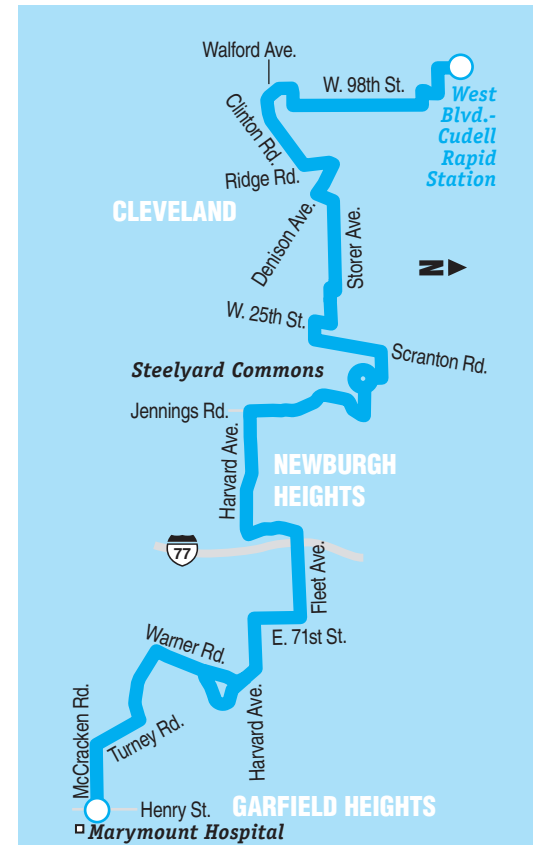 Walford Ave.
W. 98th St.
West
Blvd.-
Cudell
Rapid
Station
Clinton Rd.
Ridge Rd.
CLEVELAND
Denison Ave.
Storer Ave.
N
W. 25th St.
Scranton Rd.
Steelyard Commons
Jennings Rd.
Harvard Ave.
NEWBURGH
HEIGHTS
77
Fleet Ave.
E. 71st St.
Warner Rd.
Harvard Ave.
McCracken Rd.
Turney Rd.
Henry St.
GARFIELD HEIGHTS
Marymount Hospital